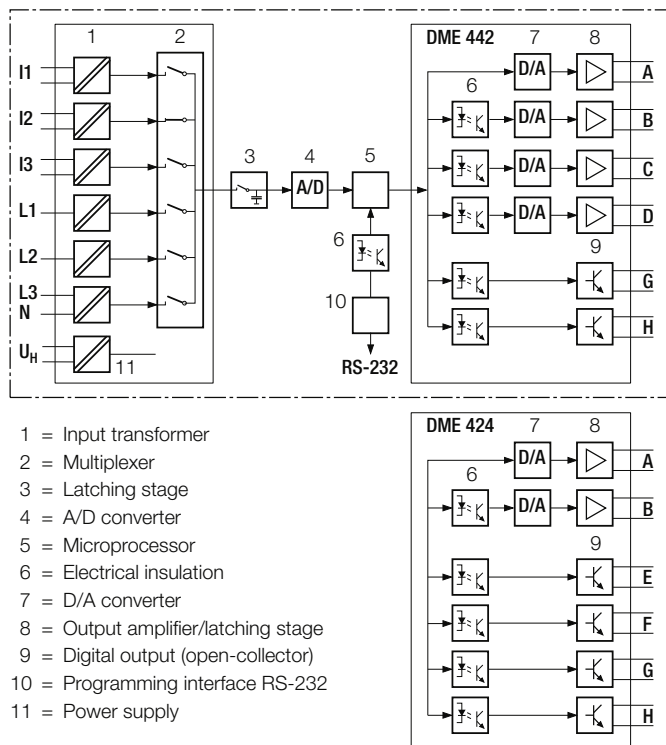 1
2
DME 442
7
8
I1
D/A
A
6
I2
D/A
B
3
4
5
I3
D/A
C
A/D
L1
D/A
D
6
9
L2
G
L3
10
N
H
U_H
11
RS-232
DME 424
7
8
1 = Input transformer
2 = Multiplexer
3 = Latching stage
4 = A/D converter
5 = Microprocessor
6 = Electrical insulation
7 = D/A converter
8 = Output amplifier/latching stage
9 = Digital output (open-collector)
10 = Programming interface RS-232
11 = Power supply
D/A
A
6
D/A
B
9
E
F
G
H